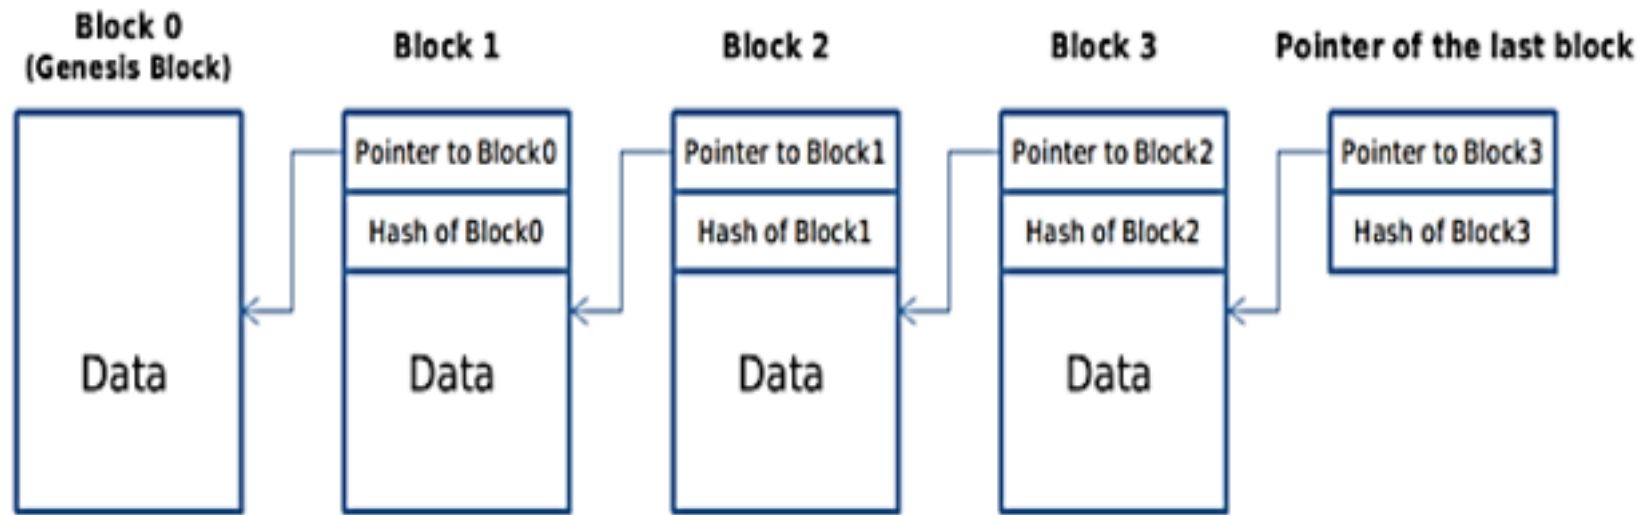 Block 0
(Genesis Block)
Block 1
Block 2
Block 3
Pointer of the last block
Data
Pointer to Block0
Hash of Block0
Data
Pointer to Block1
Hash of Block1
Data
Pointer to Block2
Hash of Block2
Data
Pointer to Block3
Hash of Block3